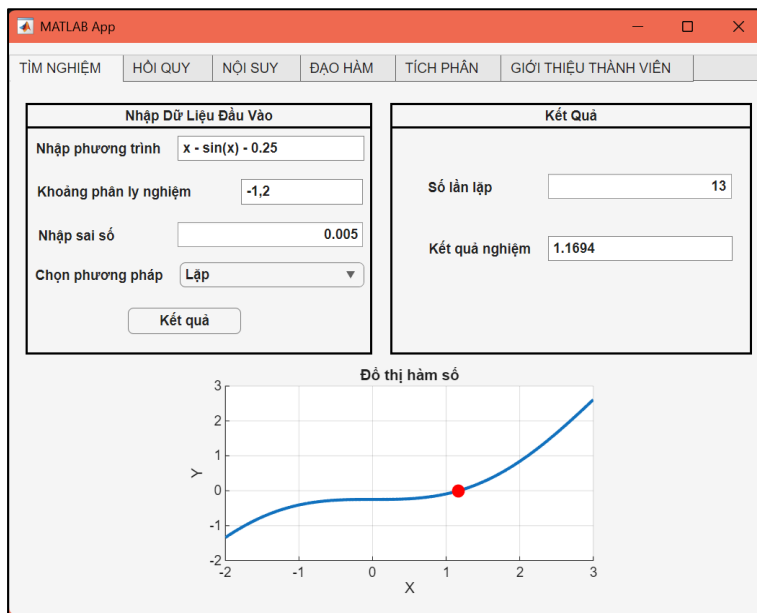 MATLAB App
TÌM NGHIỆM HỒI QUY NỘI SUY ĐẠO HÀM TÍCH PHÂN GIỚI THIỆU THÀNH VIÊN
Nhập Dữ Liệu Đầu Vào
Nhập phương trình x - sin(x) - 0.25
Khoảng phân ly nghiệm -1,2
Nhập sai số 0.005
Chọn phương pháp Lặp
Kết quả
Kết Quả
Số lần lặp 13
Kết quả nghiệm 1.1694
Đồ thị hàm số
3
2
1
0
-1
-2
Y
-2 -1 0 1 2 3
X